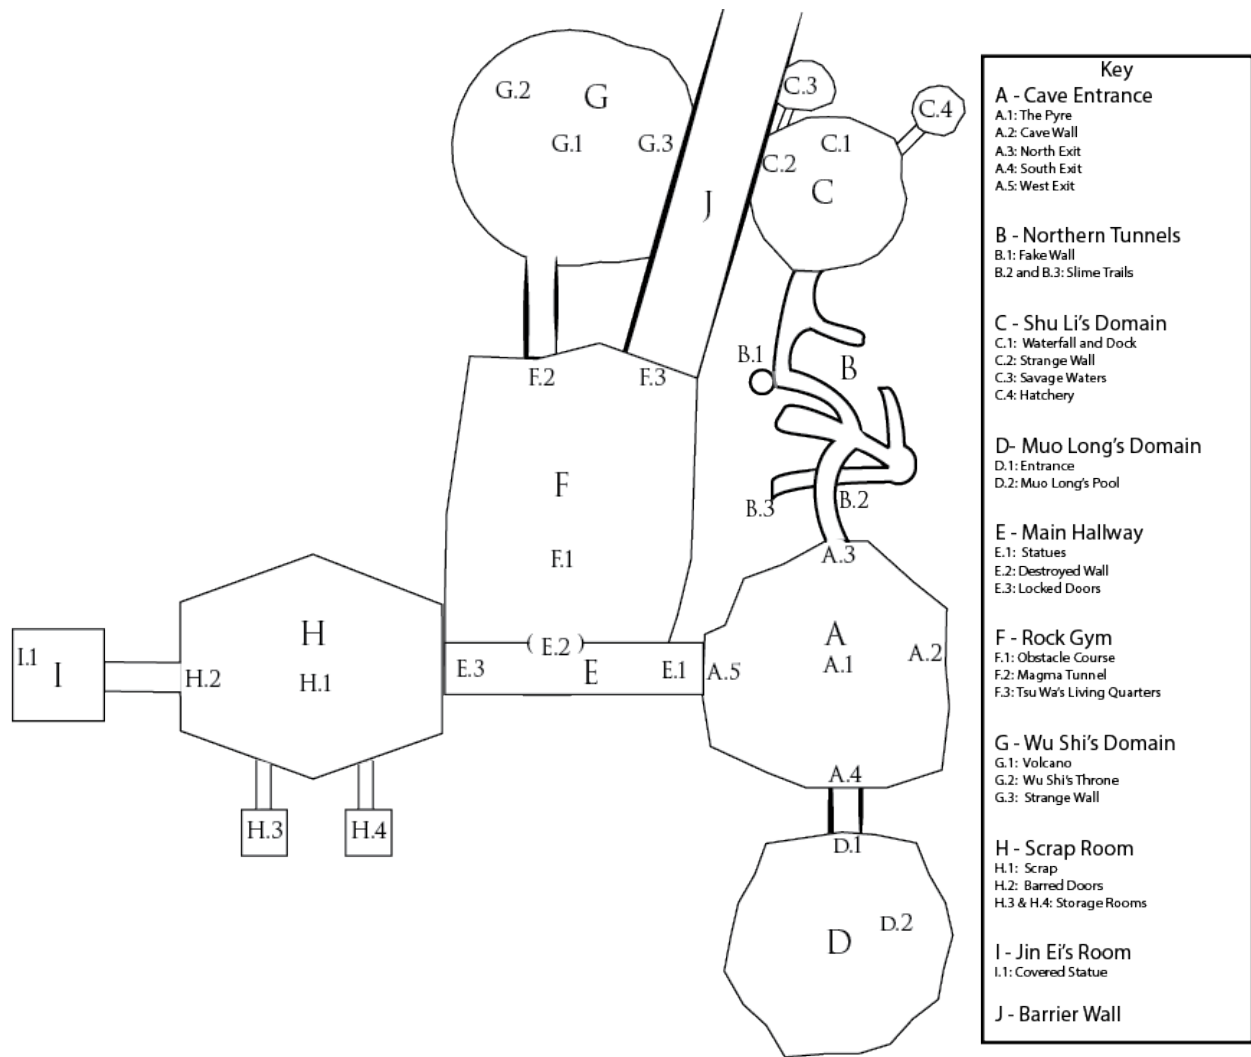 G.2
G
G.1
G.3
J
C.3
C.4
C.1
C.2
C
B.1
B
B.2
B.3
F.2
F.3
F
F.1
A.3
A
A.1
A.2
A.5
A.4
E.2
E.3
E
E.1
H
H.1
H.2
I.1
I
H.3
H.4
D.1
D.2
D
Key
A - Cave Entrance
A.1: The Pyre
A.2: Cave Wall
A.3: North Exit
A.4: South Exit
A.5: West Exit
B - Northern Tunnels
B.1: Fake Wall
B.2 and B.3: Slime Trails
C - Shu Li's Domain
C.1: Waterfall and Dock
C.2: Strange Wall
C.3: Savage Waters
C.4: Hatchery
D- Muo Long's Domain
D.1: Entrance
D.2: Muo Long's Pool
E - Main Hallway
E.1: Statues
E.2: Destroyed Wall
E.3: Locked Doors
F - Rock Gym
F.1: Obstacle Course
F.2: Magma Tunnel
F.3: Tsu Wa's Living Quarters
G - Wu Shi's Domain
G.1: Volcano
G.2: Wu Shi's Throne
G.3: Strange Wall
H - Scrap Room
H.1: Scrap
H.2: Barred Doors
H.3 & H.4: Storage Rooms
I - Jin Ei's Room
I.1: Covered Statue
J - Barrier Wall